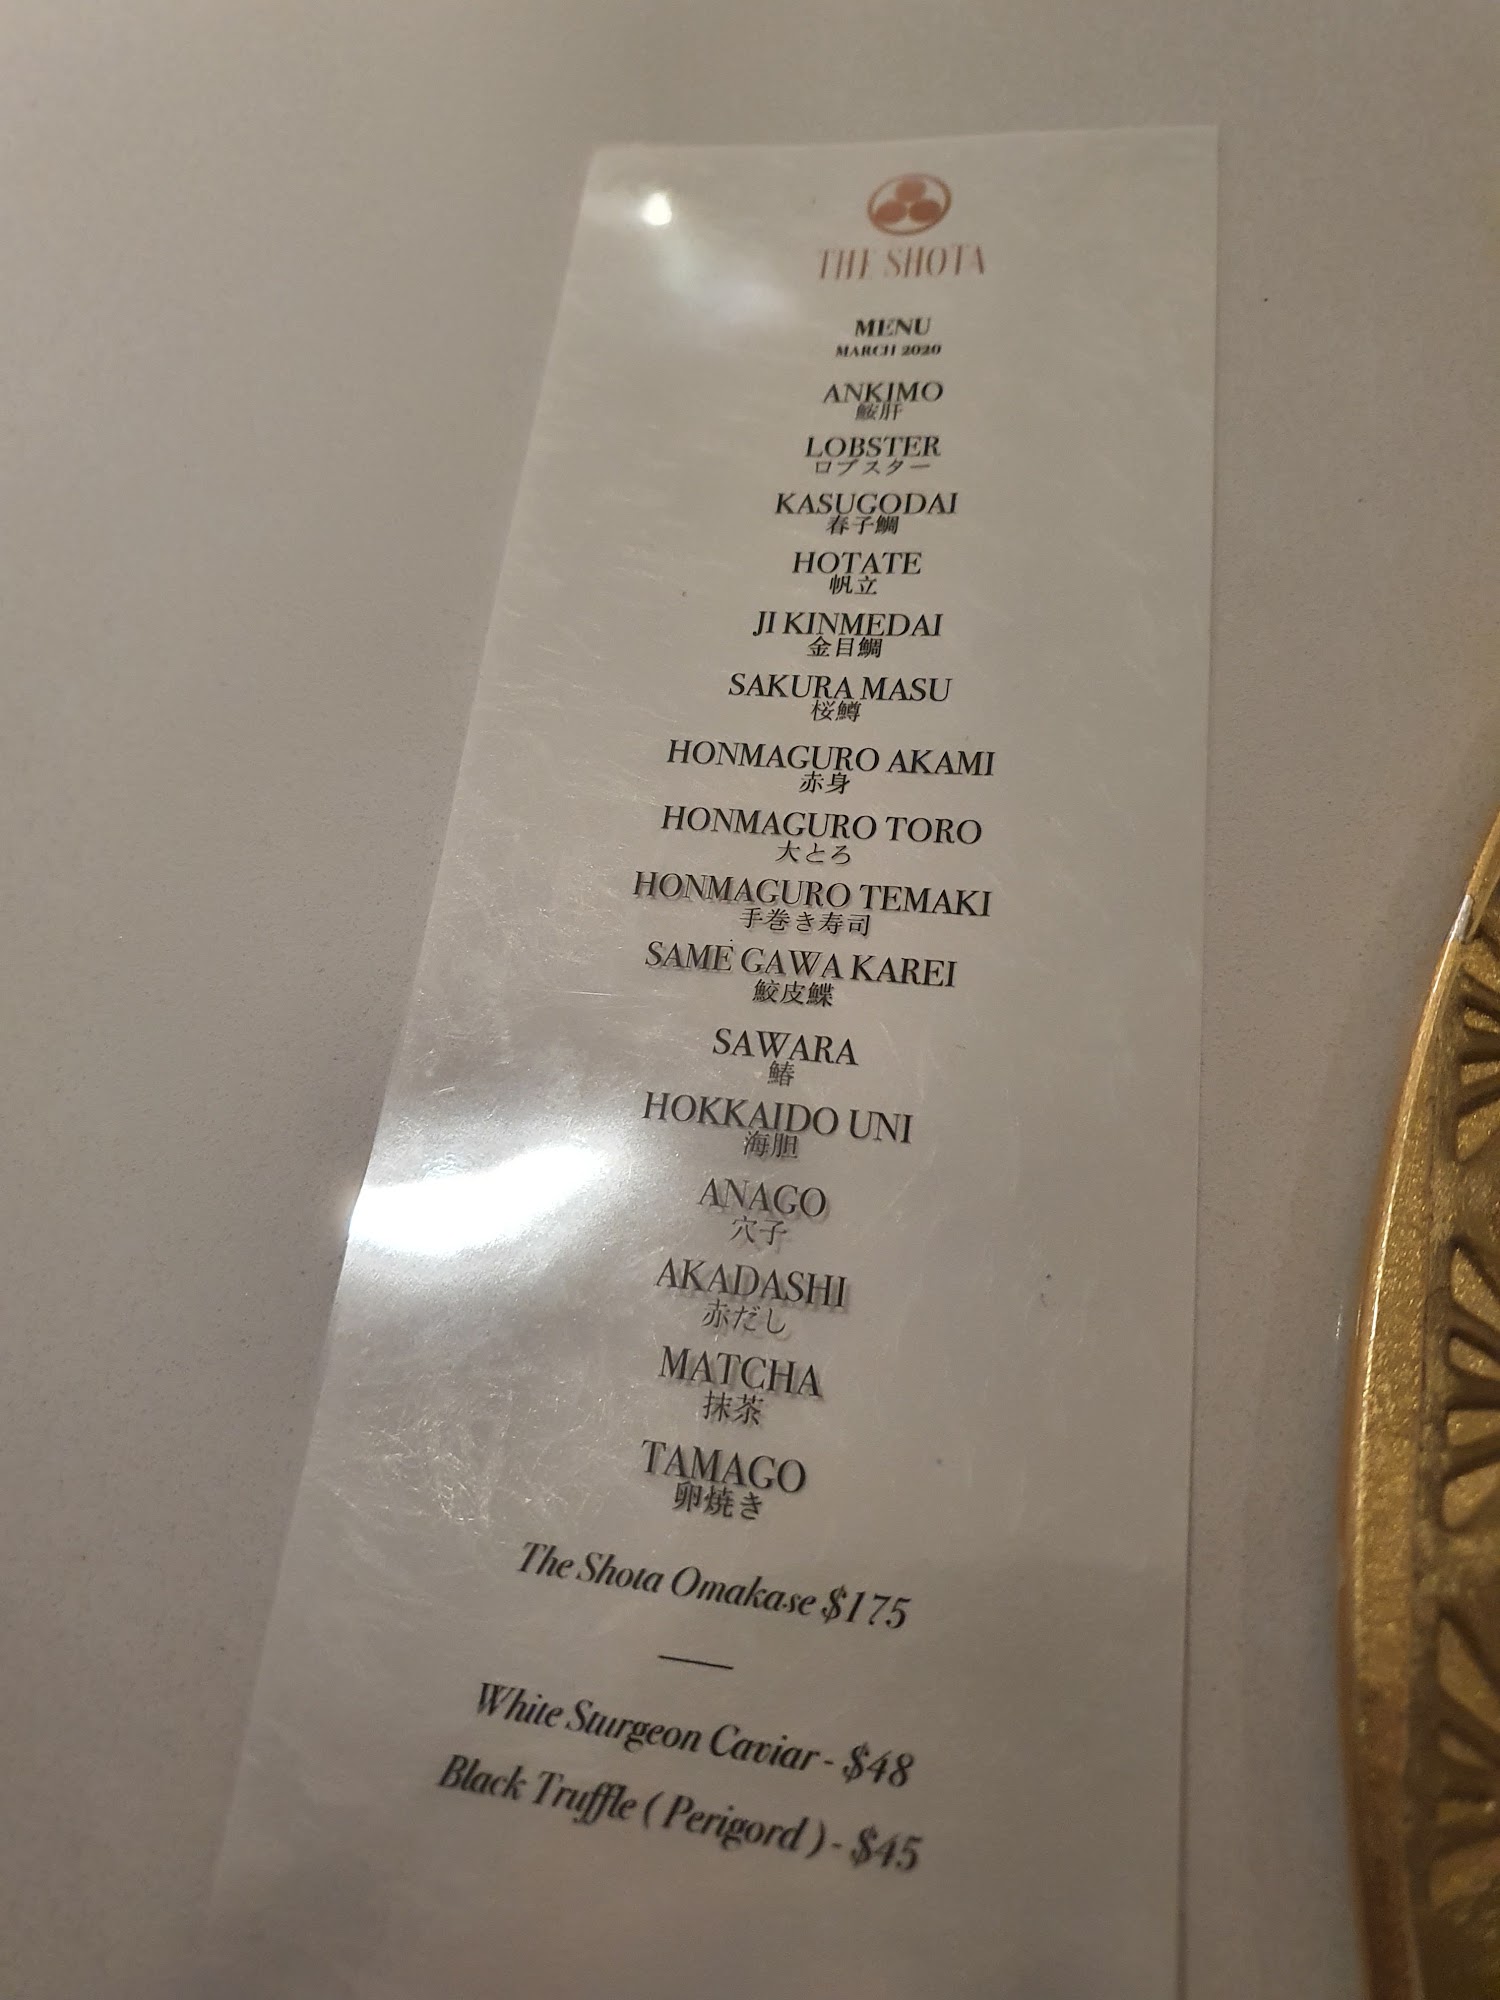 THE SHOTA
MENU
MARCH 2020
ANKIMO
鮟肝
LOBSTER
ロブスター
KASUGODAI
春子鯛
HOTATE
帆立
JI KINMEDAI
金目鯛
SAKURA MASU
桜鱒
HONMAGURO AKAMI
赤身
HONMAGURO TORO
大とろ
HONMAGURO TEMAKI
手巻き寿司
SAME GAWA KAREI
鮫皮鰈
SAWARA
鰆
HOKKAIDO UNI
海胆
ANAGO
穴子
AKADASHI
赤だし
MATCHA
抹茶
TAMAGO
卵焼き
The Shota Omakase $175
White Sturgeon Caviar - $48
Black Truffle ( Perigord ) - $45